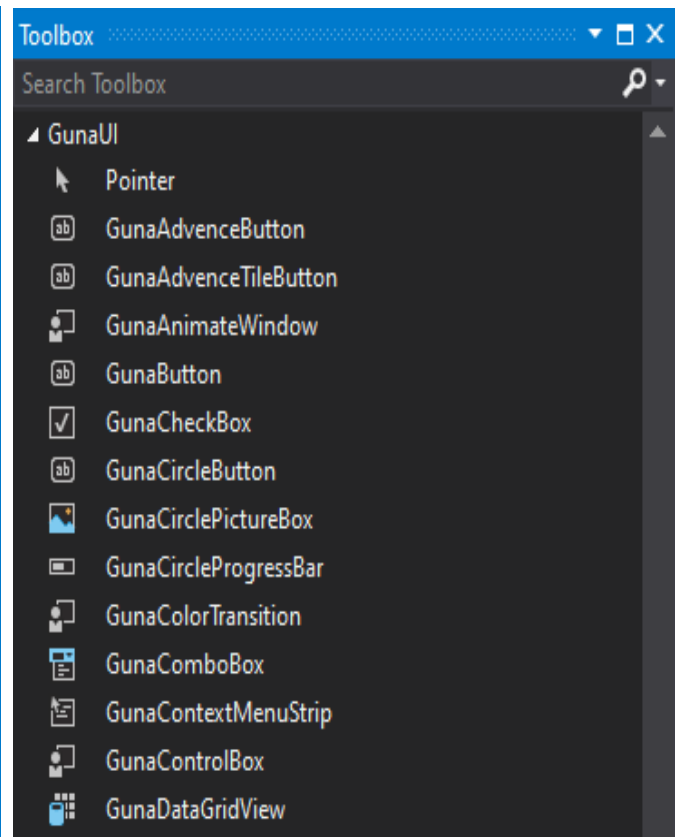 Toolbox
Search Toolbox
GunaUI
Pointer
GunaAdvenceButton
GunaAdvenceTileButton
GunaAnimateWindow
GunaButton
GunaCheckBox
GunaCircleButton
GunaCirclePictureBox
GunaCircleProgressBar
GunaColorTransition
GunaComboBox
GunaContextMenuStrip
GunaControlBox
GunaDataGridView